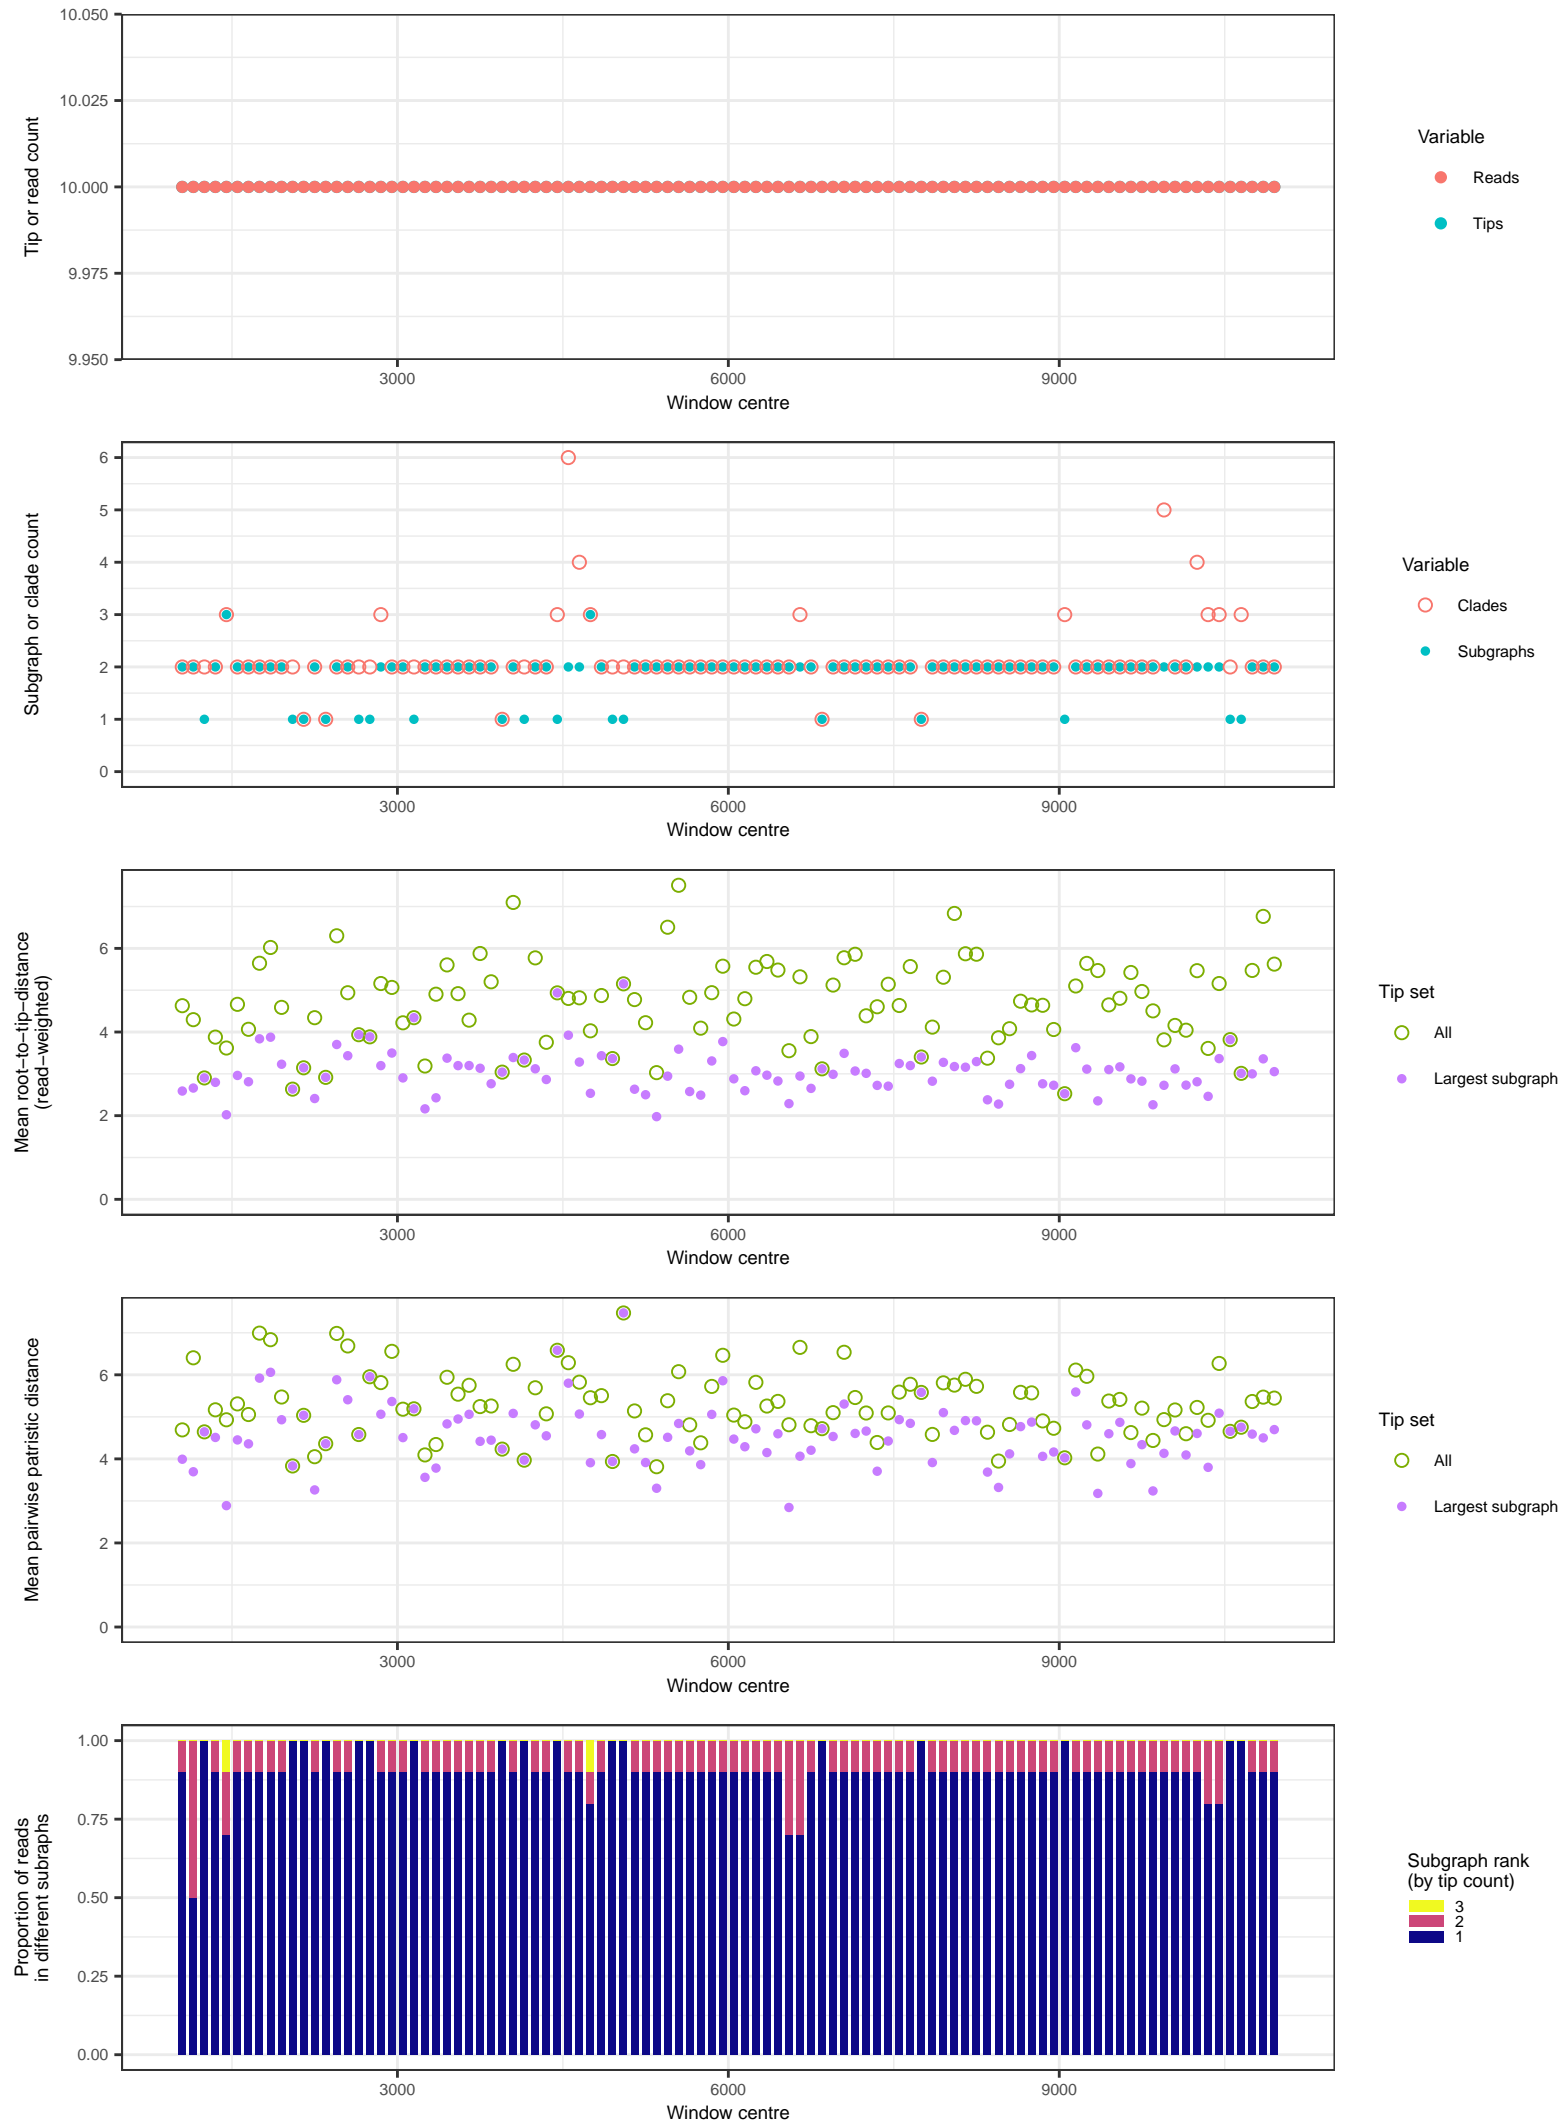 10.050
10.025
10.000
9.975
9.950
Tip or read count
3000 6000 9000
Window centre
Variable
Reads
Tips
6
5
4
3
2
1
0
Subgraph or clade count
3000 6000 9000
Window centre
Variable
Clades
Subgraphs
6
4
2
0
Mean root−to−tip−distance
(read−weighted)
3000 6000 9000
Window centre
Tip set
All
Largest subgraph
6
4
2
0
Mean pairwise patristic distance
3000 6000 9000
Window centre
Tip set
All
Largest subgraph
1.00
0.75
0.50
0.25
0.00
Proportion of reads
in different subraphs
3000 6000 9000
Window centre
Subgraph rank
(by tip count)
3
2
1